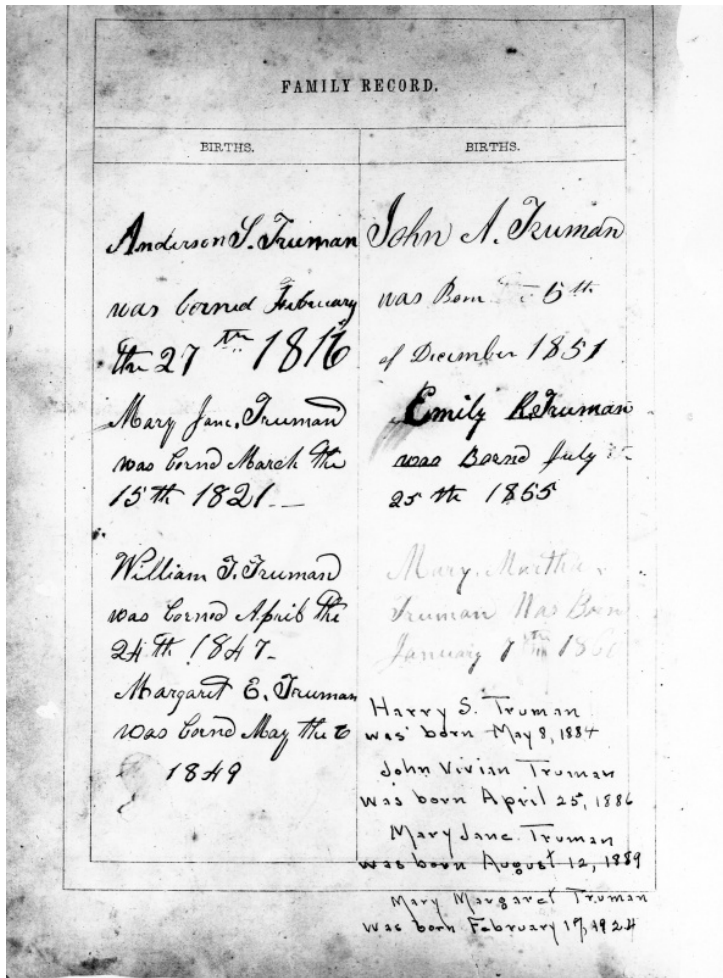 FAMILY RECORD.
BIRTHS.
Anderson S. Truman
was borned February
the 27th 1816
Mary Jane Truman
was bornd March the
15th 1821
William T. Truman
was borned April the
24th 1847
Margaret E. Truman
was bornd May the
1849
BIRTHS.
John A. Truman
was Born 5th
of December 1851
Emily R. Truman
was Bornd July
25th 1855
Mary Martha
Truman Was Born
January
Harry S. Truman
was born May 8, 1884
John Vivian Truman
was born April 25, 1886
Mary Jane Truman
was born August 12, 1889
Mary Margaret Truman
was born February 17, 1924